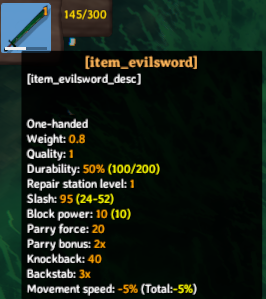 1
145/300
[item_evilsword]
[item_evilsword_desc]
One-handed
Weight: 0.8
Quality: 1
Durability: 50% (100/200)
Repair station level: 1
Slash: 95 (24-52)
Block power: 10 (10)
Parry force: 20
Parry bonus: 2x
Knockback: 40
Backstab: 3x
Movement speed: -5% (Total:-5%)